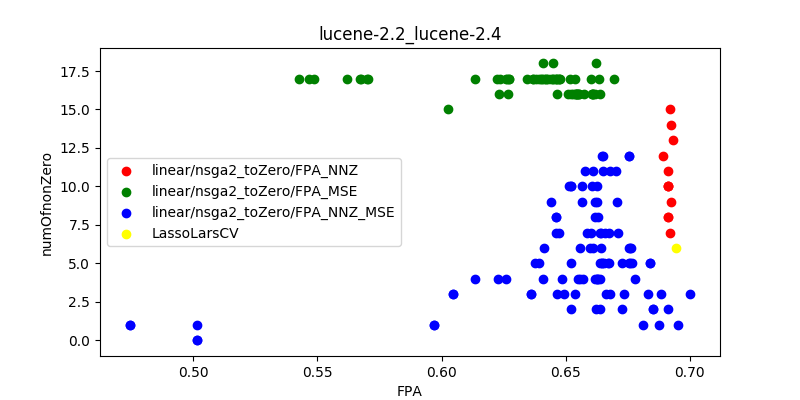 lucene-2.2_lucene-2.4
17.5
15.0
12.5
10.0
7.5
5.0
2.5
0.0
numOfnonZero
linear/nsga2_toZero/FPA_NNZ
linear/nsga2_toZero/FPA_MSE
linear/nsga2_toZero/FPA_NNZ_MSE
LassoLarsCV
0.50 0.55 0.60 0.65 0.70
FPA